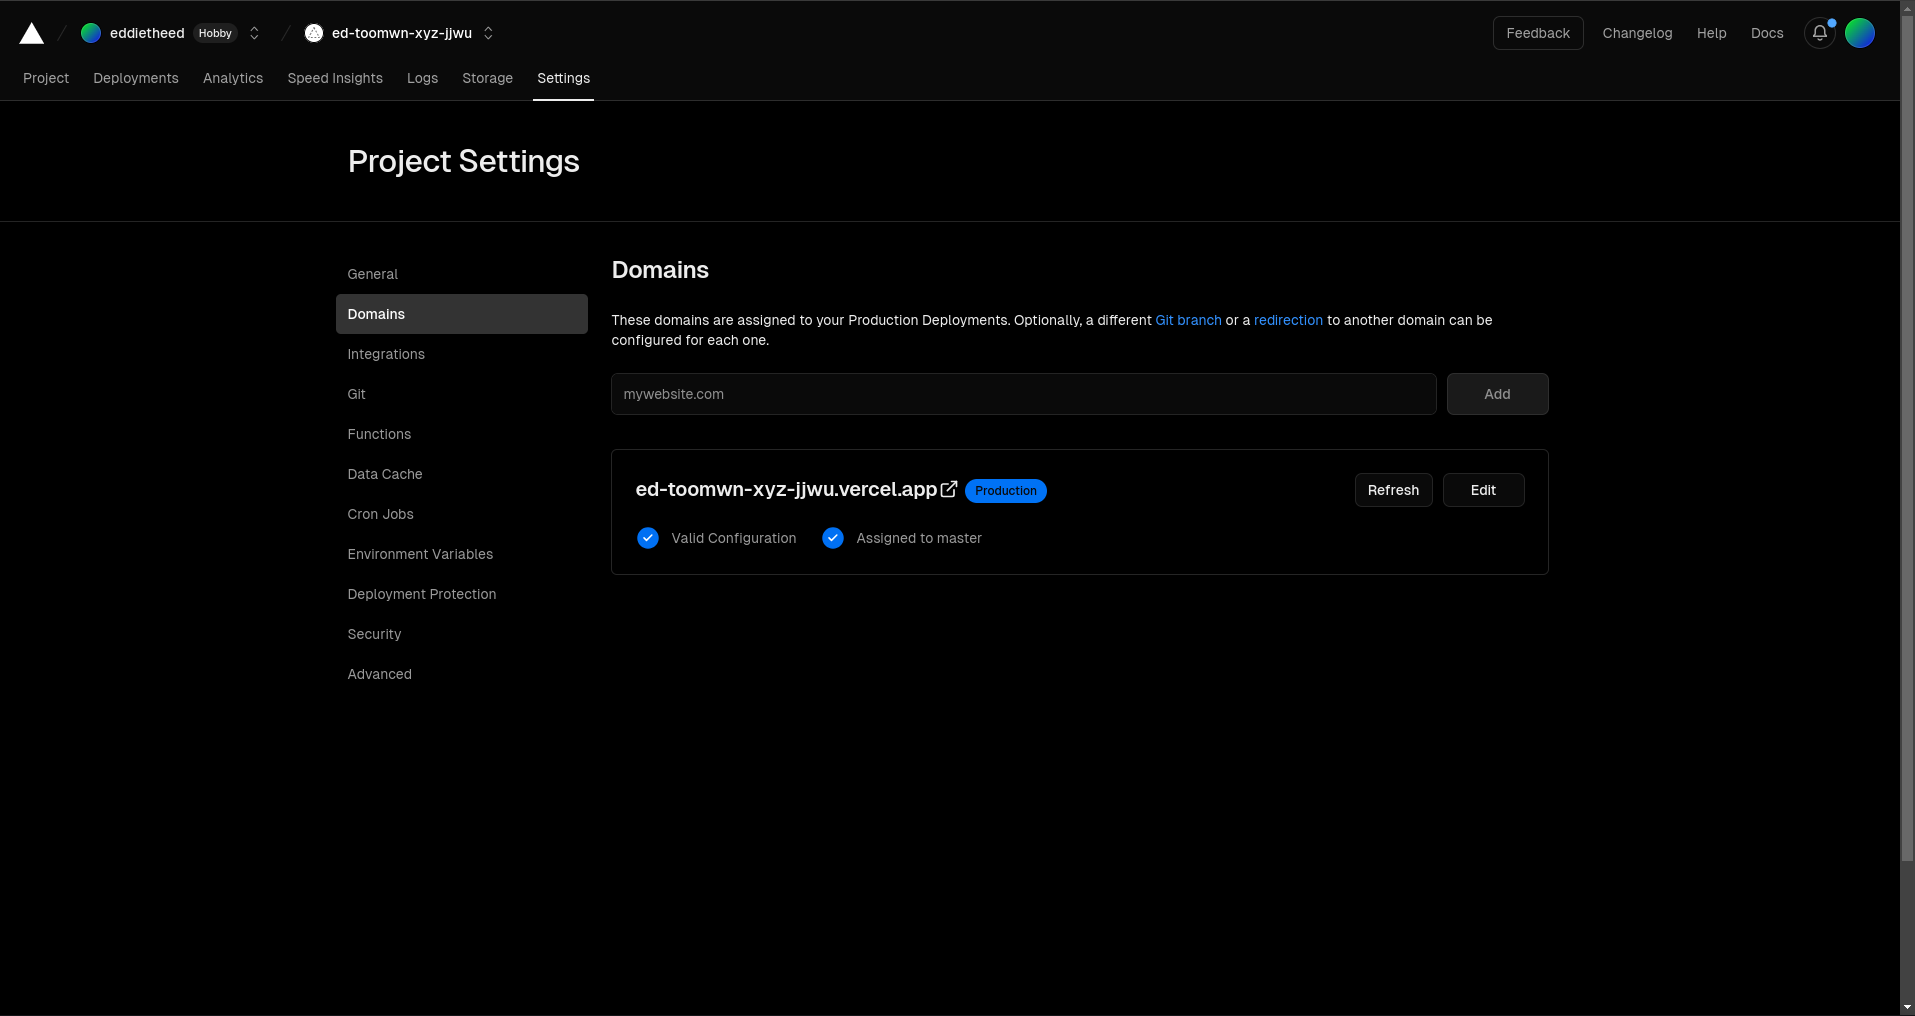 eddietheed Hobby ed-toomwn-xyz-jjwu Feedback Changelog Help Docs
Project Deployments Analytics Speed Insights Logs Storage Settings
Project Settings
General
Domains
Integrations
Git
Functions
Data Cache
Cron Jobs
Environment Variables
Deployment Protection
Security
Advanced
Domains
These domains are assigned to your Production Deployments. Optionally, a different Git branch or a redirection to another domain can be
configured for each one.
mywebsite.com Add
ed-toomwn-xyz-jjwu.vercel.app Production Refresh Edit
Valid Configuration Assigned to master